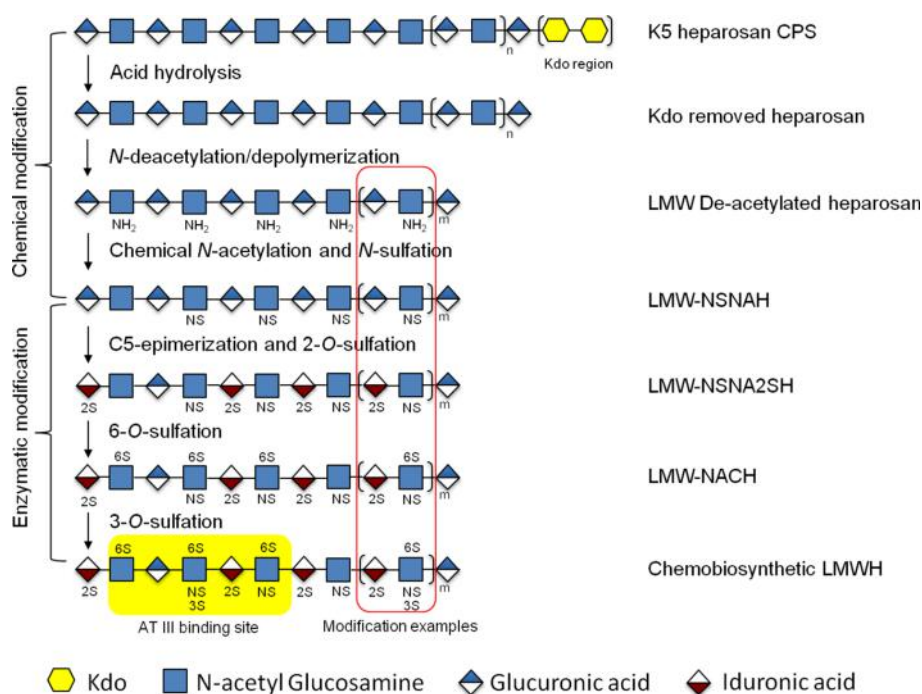 K5 heparosan CPS
n
Kdo region
Acid hydrolysis
Kdo removed heparosan
n
N-deacetylation/depolymerization
LMW De-acetylated heparosan
NH2 NH2 NH2 NH2 NH2 m
Chemical N-acetylation and N-sulfation
LMW-NSNAH
NS NS NS NS m
C5-epimerization and 2-O-sulfation
LMW-NSNA2SH
2S NS 2S NS 2S NS 2S NS m
6-O-sulfation
6S 6S 6S 6S
LMW-NACH
2S NS 2S NS 2S NS 2S NS m
3-O-sulfation
6S 6S 6S 6S
Chemobiosynthetic LMWH
2S NS 2S NS 2S NS 2S NS m
3S 3S
AT III binding site
Modification examples
Chemical modification
Enzymatic modification
Kdo N-acetyl Glucosamine Glucuronic acid Iduronic acid